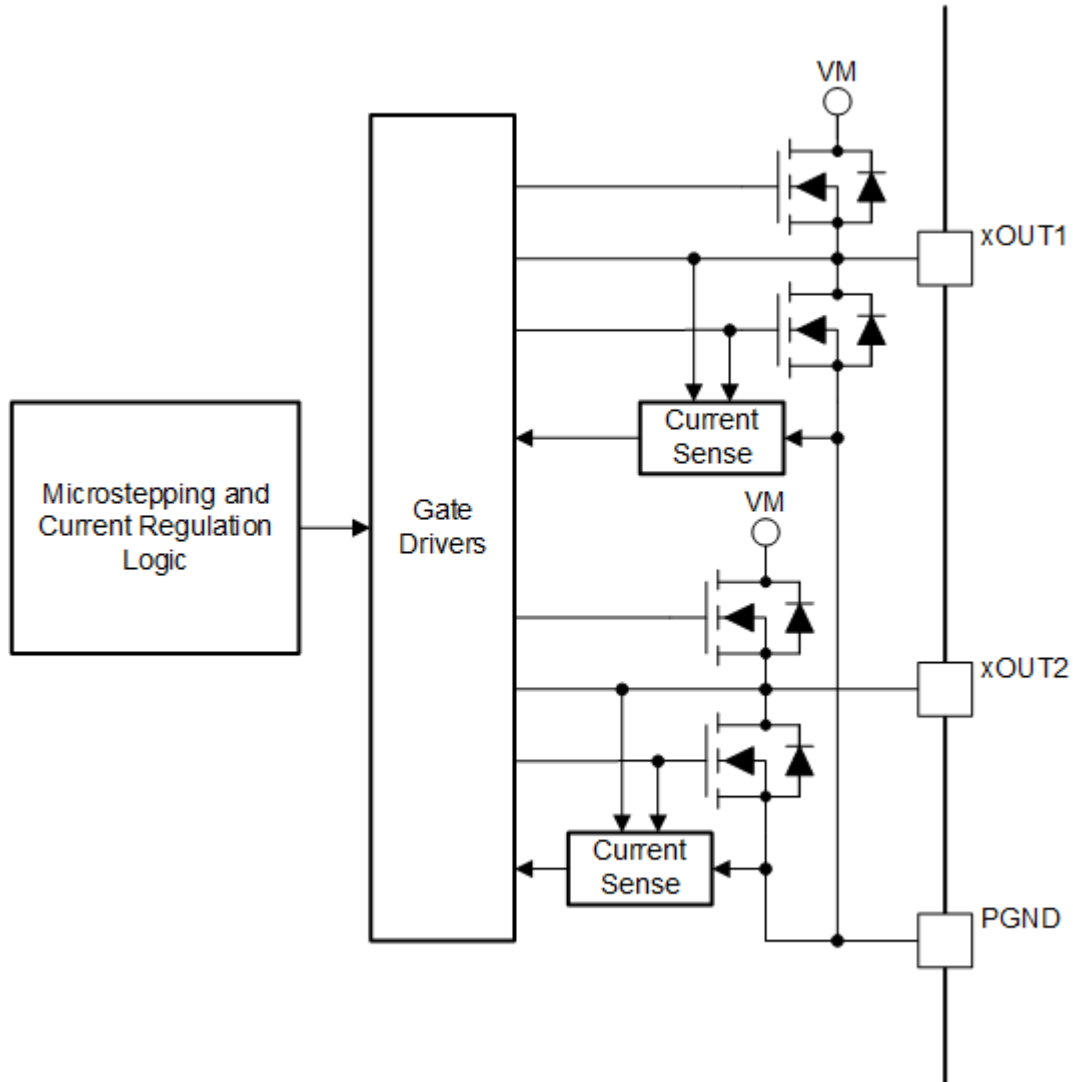 VM
xOUT1
Current
Sense
Microstepping and
Current Regulation
Logic
Gate
Drivers
VM
xOUT2
Current
Sense
PGND